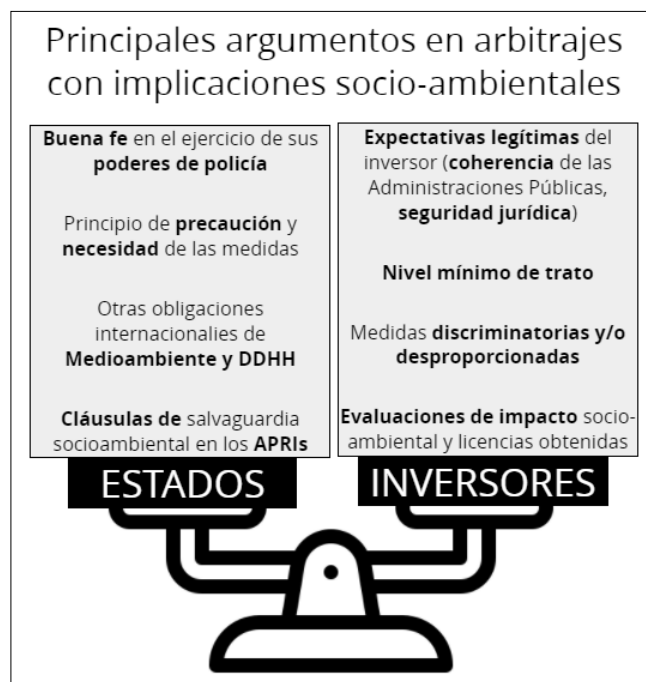 Principales argumentos en arbitrajes
con implicaciones socio-ambientales
Buena fe en el ejercicio de sus
poderes de policía
Principio de precaución y
necesidad de las medidas
Otras obligaciones
internacionalies de
Medioambiente y DDHH
Cláusulas de salvaguardia
socioambiental en los APRIs
ESTADOS
Expectativas legítimas del
inversor (coherencia de las
Administraciones Públicas,
seguridad jurídica)
Nivel mínimo de trato
Medidas discriminatorias y/o
desproporcionadas
Evaluaciones de impacto socio-
ambiental y licencias obtenidas
INVERSORES